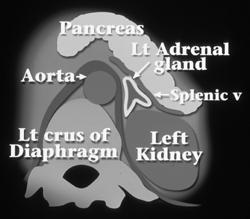 Pancreas
Lt Adrenal
gland
Aorta
Splenic v
Lt crus of
Diaphragm
Left
Kidney